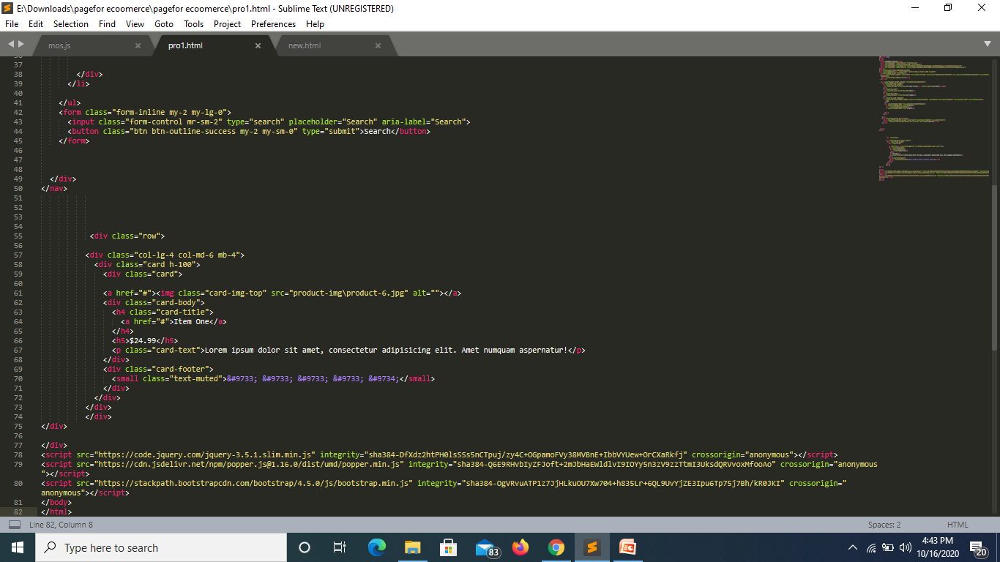 E:\Downloads\pagefor ecoomerce\pagefor ecoomerce\pro1.html - Sublime Text (UNREGISTERED)
File Edit Selection Find View Goto Tools Project Preferences Help
mos.js pro1.html new.html
36
37
38 </div>
39 </li>
40
41 </ul>
42 <form class="form-inline my-2 my-lg-0">
43 <input class="form-control mr-sm-2" type="search" placeholder="Search" aria-label="Search">
44 <button class="btn btn-outline-success my-2 my-sm-0" type="submit">Search</button>
45 </form>
46
47
48
49 </div>
50 </nav>
51
52
53
54
55 <div class="row">
56
57 <div class="col-lg-4 col-md-6 mb-4">
58 <div class="card h-100">
59 <div class="card">
60
61 <a href="#"><img class="card-img-top" src="product-img\product-6.jpg" alt=""></a>
62 <div class="card-body">
63 <h4 class="card-title">
64 <a href="#">Item One</a>
65 </h4>
66 <h5>$24.99</h5>
67 <p class="card-text">Lorem ipsum dolor sit amet, consectetur adipisicing elit. Amet numquam aspernatur!</p>
68 </div>
69 <div class="card-footer">
70 <small class="text-muted">&#9733; &#9733; &#9733; &#9733; &#9734;</small>
71 </div>
72 </div>
73 </div>
74 </div>
75 </div>
76
77 </div>
78 <script src="https://code.jquery.com/jquery-3.5.1.slim.min.js" integrity="sha384-DfXdz2htPH0lsSSs5nCTpuj/zy4C+OGpamoFVy38MVBnE+IbbVYUew+OrCXaRkfj" crossorigin="anonymous"></script>
79 <script src="https://cdn.jsdelivr.net/npm/popper.js@1.16.0/dist/umd/popper.min.js" integrity="sha384-Q6E9RHvbIyZFJoft+2mJbHaEWldlvI9IOYy5n3zV9zzTtmI3UksdQRVvoxMfooAo" crossorigin="anonymous
"></script>
80 <script src="https://stackpath.bootstrapcdn.com/bootstrap/4.5.0/js/bootstrap.min.js" integrity="sha384-OgVRvuATP1z7JjHLkuOU7Xw704+h835Lr+6QL9UvYjZE3Ipu6Tp75j7Bh/kR0JKI" crossorigin="
anonymous"></script>
81 </body>
82 </html>
Line 82, Column 8 Spaces: 2 HTML
Type here to search 83 4:43 PM
10/16/2020 20